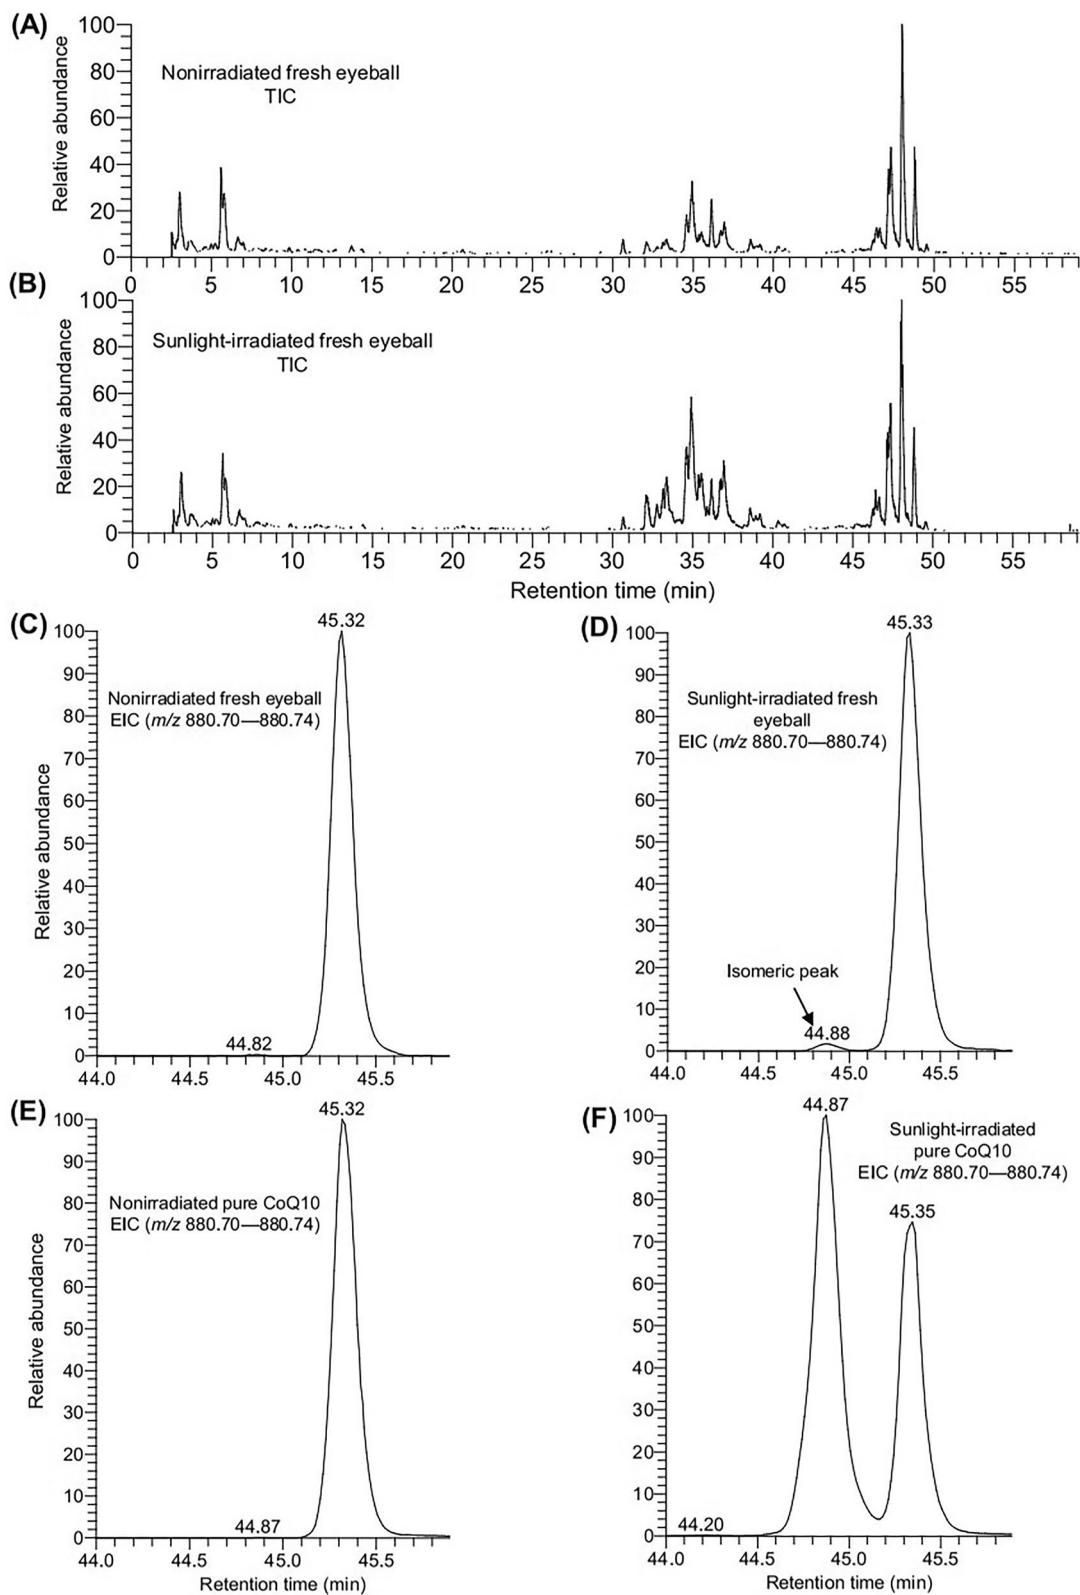 (A)
Relative abundance
100
80
60
40
20
0
Nonirradiated fresh eyeball
TIC
0 5 10 15 20 25 30 35 40 45 50 55
(B)
Relative abundance
100
80
60
40
20
0
Sunlight-irradiated fresh eyeball
TIC
0 5 10 15 20 25 30 35 40 45 50 55
Retention time (min)
(C)
Relative abundance
100
90
80
70
60
50
40
30
20
10
0
45.32
Nonirradiated fresh eyeball
EIC (m/z 880.70—880.74)
44.82
44.0 44.5 45.0 45.5
(D)
100
90
80
70
60
50
40
30
20
10
0
45.33
Sunlight-irradiated fresh
eyeball
EIC (m/z 880.70—880.74)
Isomeric peak
44.88
44.0 44.5 45.0 45.5
(E)
Relative abundance
100
90
80
70
60
50
40
30
20
10
0
45.32
Nonirradiated pure CoQ10
EIC (m/z 880.70—880.74)
44.87
44.0 44.5 45.0 45.5
Retention time (min)
(F)
100
90
80
70
60
50
40
30
20
10
0
44.87
Sunlight-irradiated
pure CoQ10
EIC (m/z 880.70—880.74)
45.35
44.20
44.0 44.5 45.0 45.5
Retention time (min)